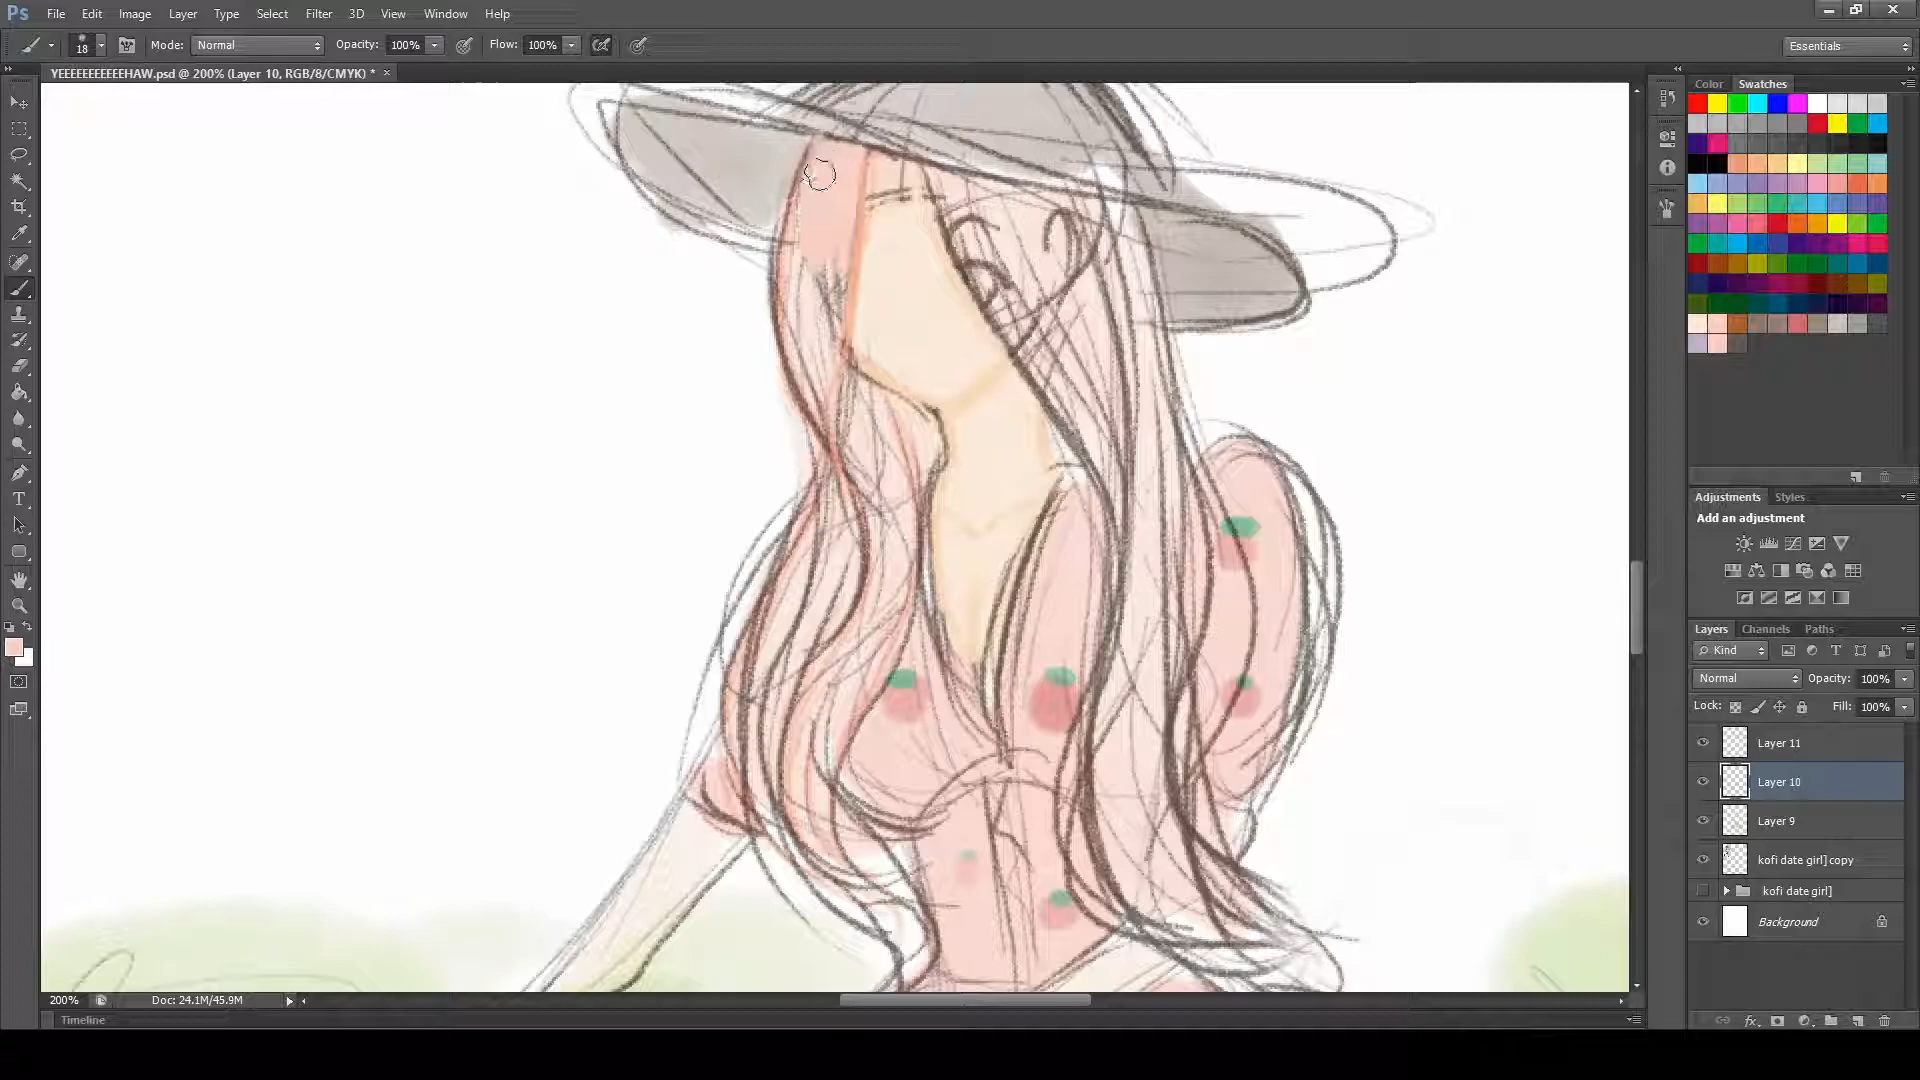 Ps File Edit Image Layer Type Select Filter 3D View Window Help
18 Mode: Normal Opacity: 100% Flow: 100% Essentials
YEEEEEEEEEEEHAW.psd @ 200% (Layer 10, RGB/8/CMYK) * ×
Color Swatches
Adjustments Styles
Add an adjustment
Layers Channels Paths
Kind
Normal Opacity: 100%
Lock: Fill: 100%
Layer 11
Layer 10
Layer 9
kofi date girl] copy
kofi date girl]
Background
200% Doc: 24.1M/45.9M
Timeline